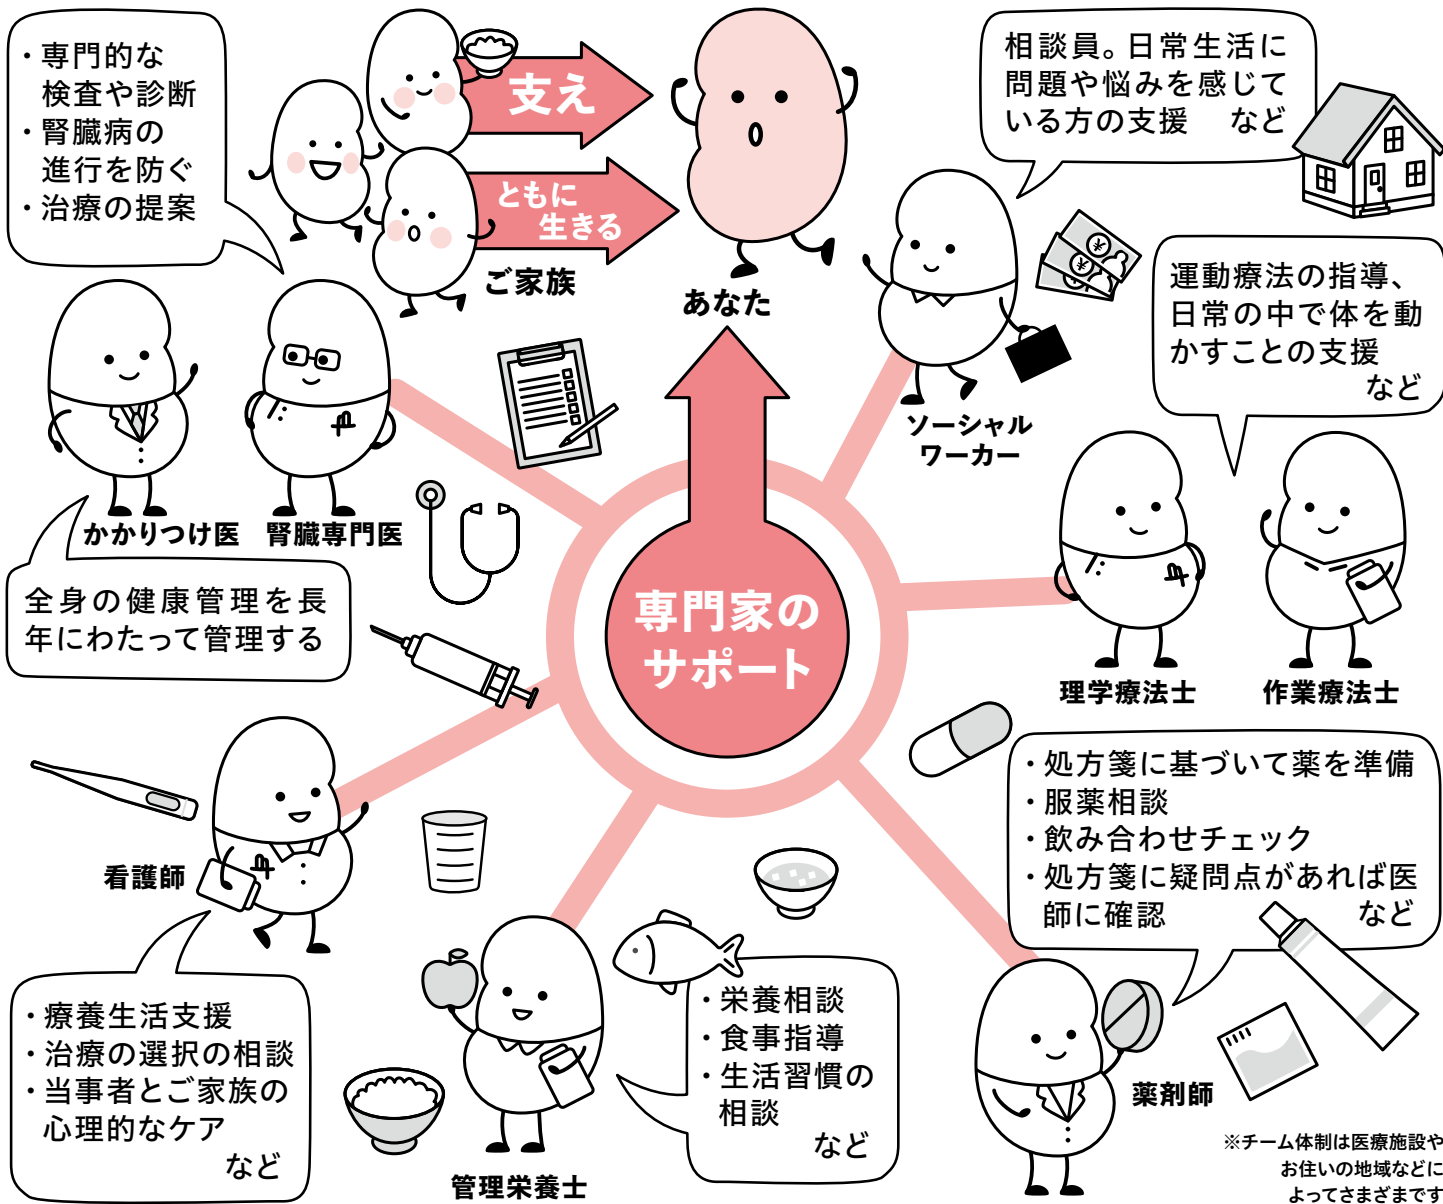 ・専門的な
検査や診断
・腎臓病の
進行を防ぐ
・治療の提案
支え
ともに
生きる
ご家族
あなた
相談員。日常生活に
問題や悩みを感じて
いる方の支援 など
ソーシャル
ワーカー
運動療法の指導、
日常の中で体を動
かすことの支援
など
かかりつけ医
腎臓専門医
全身の健康管理を長
年にわたって管理する
専門家の
サポート
理学療法士
作業療法士
・処方箋に基づいて薬を準備
・服薬相談
・飲み合わせチェック
・処方箋に疑問点があれば医
師に確認 など
看護師
・療養生活支援
・治療の選択の相談
・当事者とご家族の
心理的なケア
など
・栄養相談
・食事指導
・生活習慣の
相談
など
管理栄養士
薬剤師
※チーム体制は医療施設や
お住いの地域などに
よってさまざまです